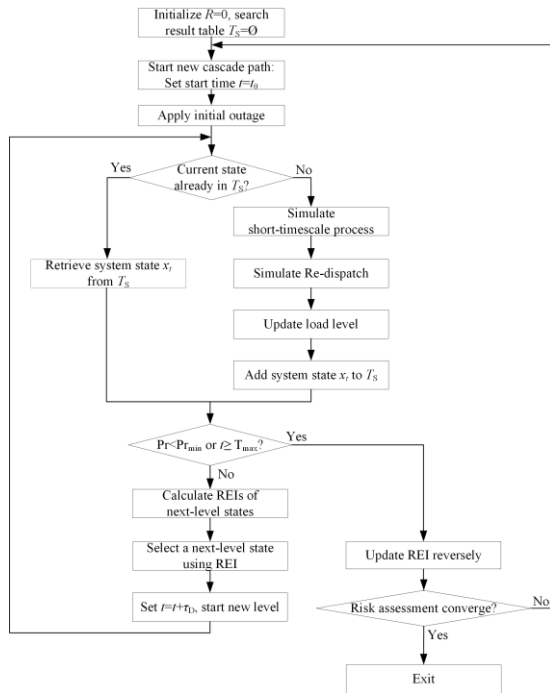 Initialize R=0, search
result table TS=Ø
Start new cascade path:
Set start time t=t0
Apply initial outage
Yes
Current state
already in TS?
No
Simulate
short-timescale process
Retrieve system state xt
from TS
Simulate Re-dispatch
Update load level
Add system state xt to TS
Pr<Prmin or t≥Tmax?
Yes
No
Calculate REIs of
next-level states
Select a next-level state
using REI
Update REI reversely
Set t=t+τD, start new level
Risk assessment converge?
No
Yes
Exit